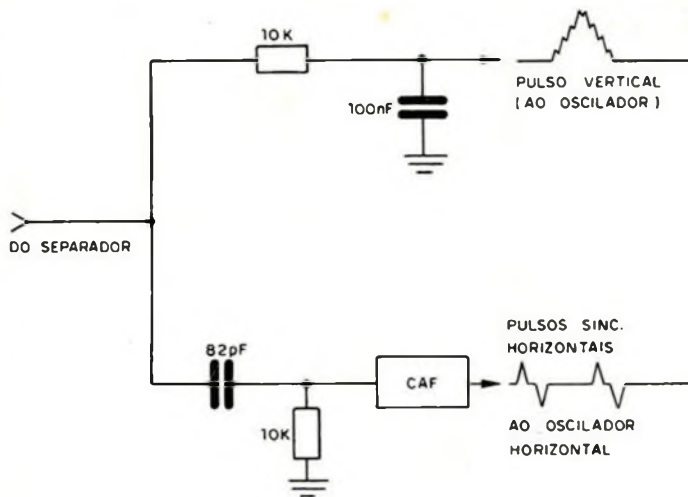 10K
100nF
PULSO VERTICAL
( AO OSCILADOR )
DO SEPARADOR
82pF
10K
CAF
PULSOS SINC.
HORIZONTAIS
AO OSCILADOR
HORIZONTAL